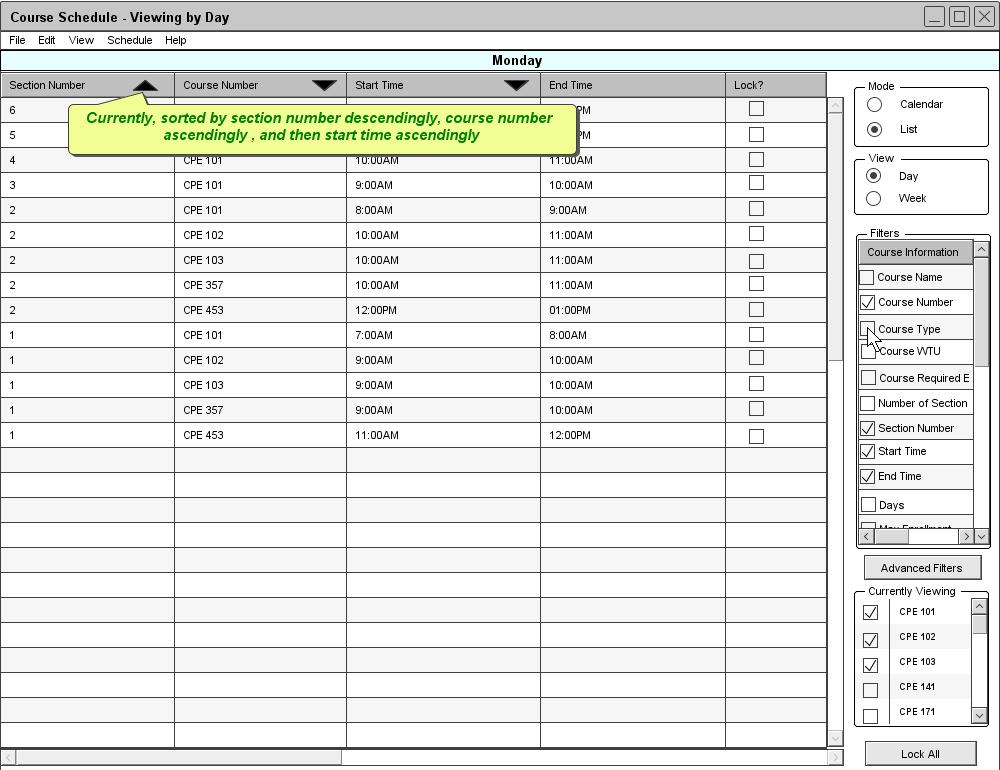 Course Schedule - Viewing by Day
File Edit View Schedule Help
Monday
Section Number Course Number Start Time End Time Lock?
6 PM
Currently, sorted by section number descendingly, course number
ascendingly , and then start time ascendingly
5 PM
4 CPE 101 10:00AM 11:00AM
3 CPE 101 9:00AM 10:00AM
2 CPE 101 8:00AM 9:00AM
2 CPE 102 10:00AM 11:00AM
2 CPE 103 10:00AM 11:00AM
2 CPE 357 10:00AM 11:00AM
2 CPE 453 12:00PM 01:00PM
1 CPE 101 7:00AM 8:00AM
1 CPE 102 9:00AM 10:00AM
1 CPE 103 9:00AM 10:00AM
1 CPE 357 9:00AM 10:00AM
1 CPE 453 11:00AM 12:00PM
Mode
Calendar
List
View
Day
Week
Filters
Course Information
Course Name
Course Number
Course Type
Course WTU
Course Required E
Number of Section
Section Number
Start Time
End Time
Days
Max Enrollment
Advanced Filters
Currently Viewing
CPE 101
CPE 102
CPE 103
CPE 141
CPE 171
Lock All